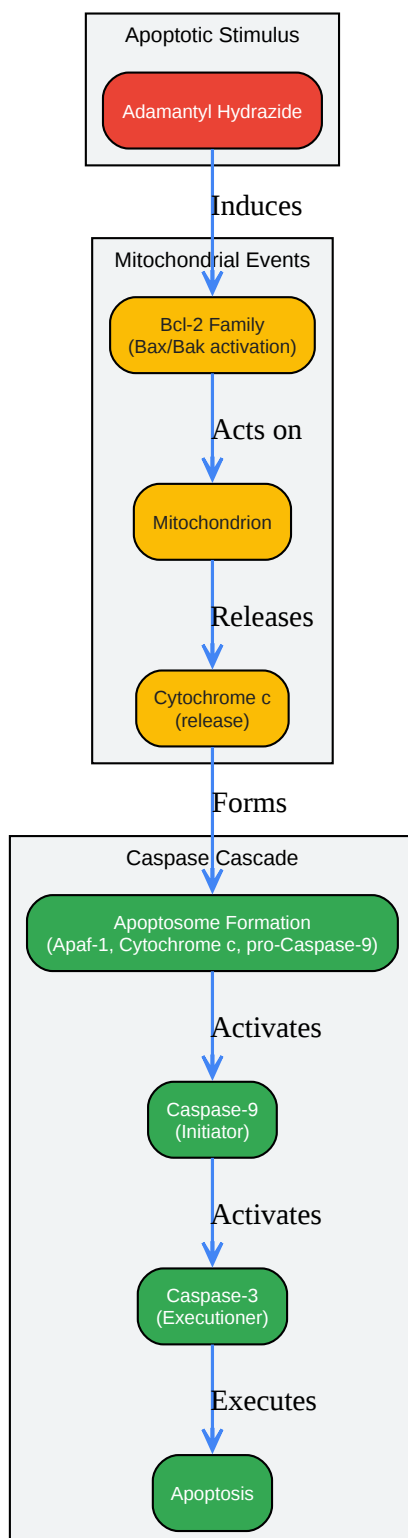 Apoptotic Stimulus
Adamantyl Hydrazide
Induces
Mitochondrial Events
Bcl-2 Family
(Bax/Bak activation)
Acts on
Mitochondrion
Releases
Cytochrome c
(release)
Forms
Caspase Cascade
Apoptosome Formation
(Apaf-1, Cytochrome c, pro-Caspase-9)
Activates
Caspase-9
(Initiator)
Activates
Caspase-3
(Executioner)
Executes
Apoptosis